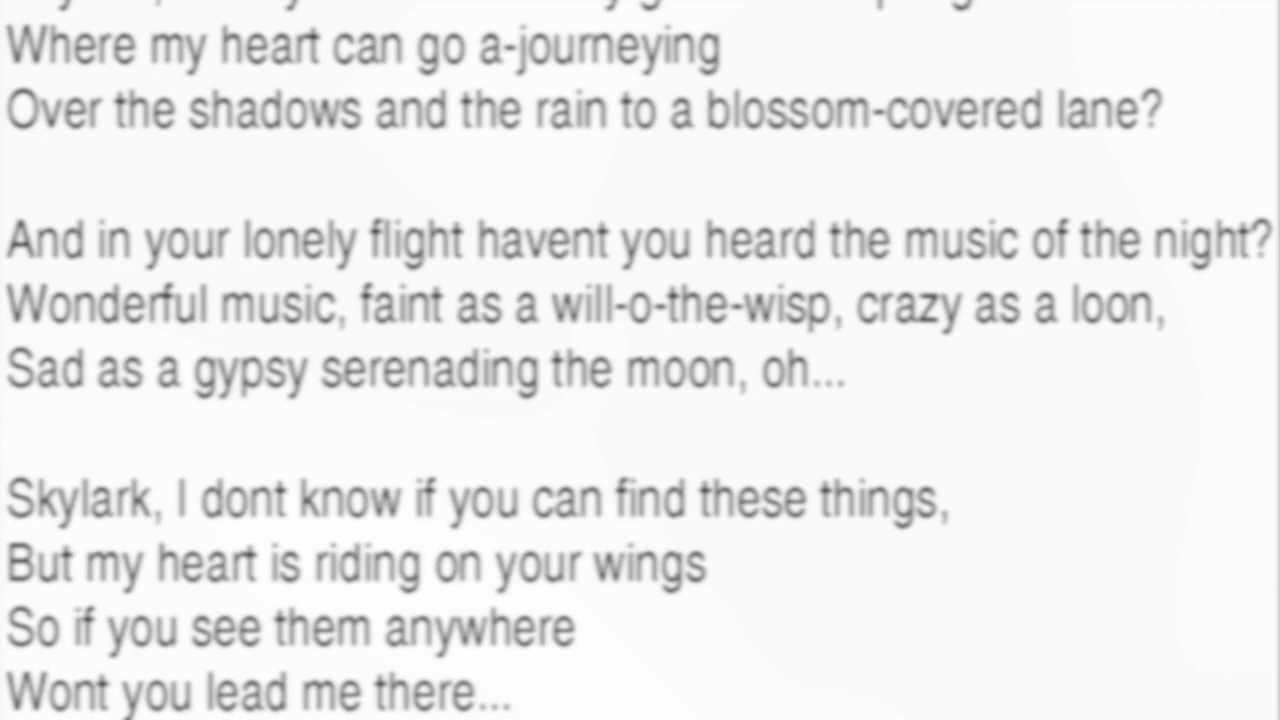 Where my heart can go a-journeying
Over the shadows and the rain to a blossom-covered lane?
And in your lonely flight havent you heard the music of the night?
Wonderful music, faint as a will-o-the-wisp, crazy as a loon,
Sad as a gypsy serenading the moon, oh...
Skylark, I dont know if you can find these things,
But my heart is riding on your wings
So if you see them anywhere
Wont you lead me there...